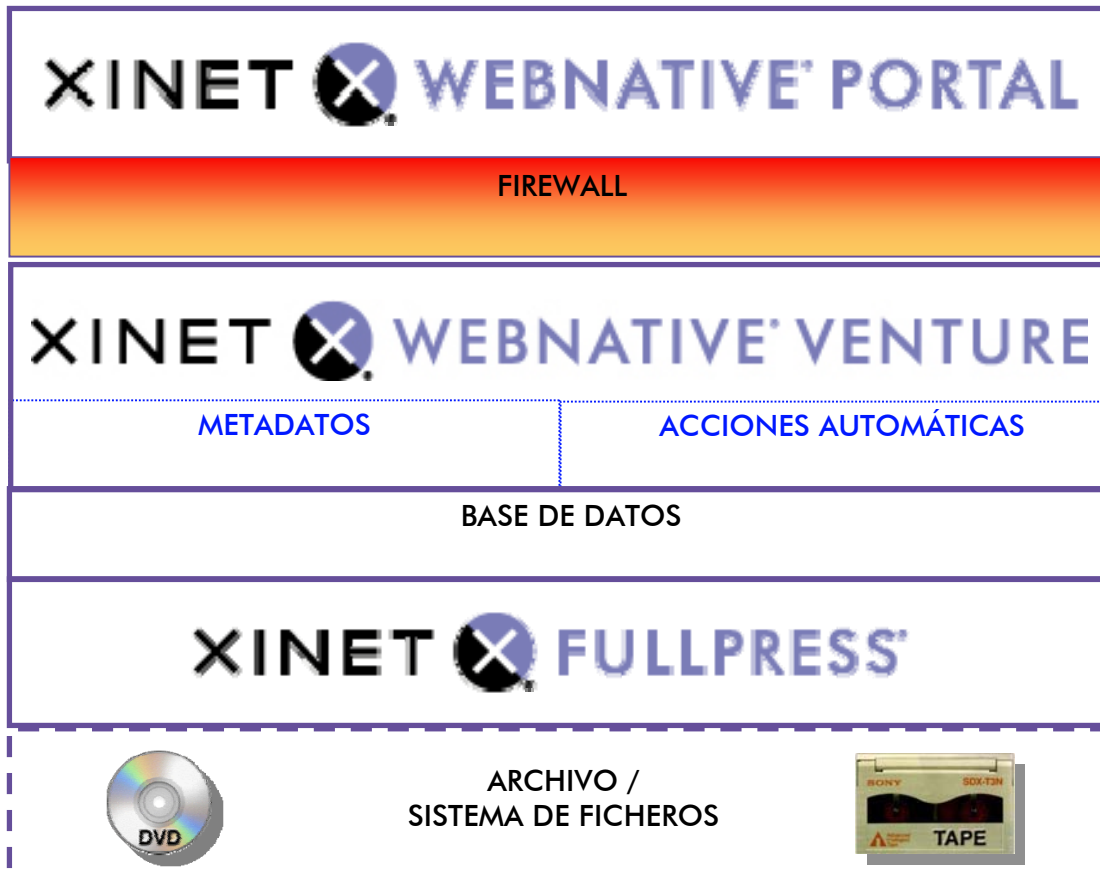 XINET X WEBNATIVE® PORTAL
FIREWALL
XINET X WEBNATIVE® VENTURE
METADATOS
ACCIONES AUTOMÁTICAS
BASE DE DATOS
XINET X FULLPRESS®
ARCHIVO /
SISTEMA DE FICHEROS
DVD
SONY SDX-T3N
TAPE